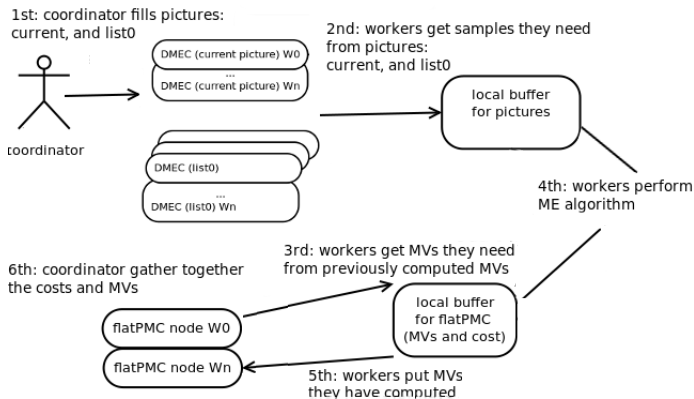 1st: coordinator fills pictures:
current, and list0
2nd: workers get samples they need
from pictures:
current, and list0
DMEC (current picture) W0
...
DMEC (current picture) Wn
local buffer
for pictures
coordinator
DMEC (list0)
...
DMEC (list0) Wn
4th: workers perform
ME algorithm
3rd: workers get MVs they need
from previously computed MVs
6th: coordinator gather together
the costs and MVs
local buffer
for flatPMC
(MVs and cost)
flatPMC node W0
flatPMC node Wn
5th: workers put MVs
they have computed